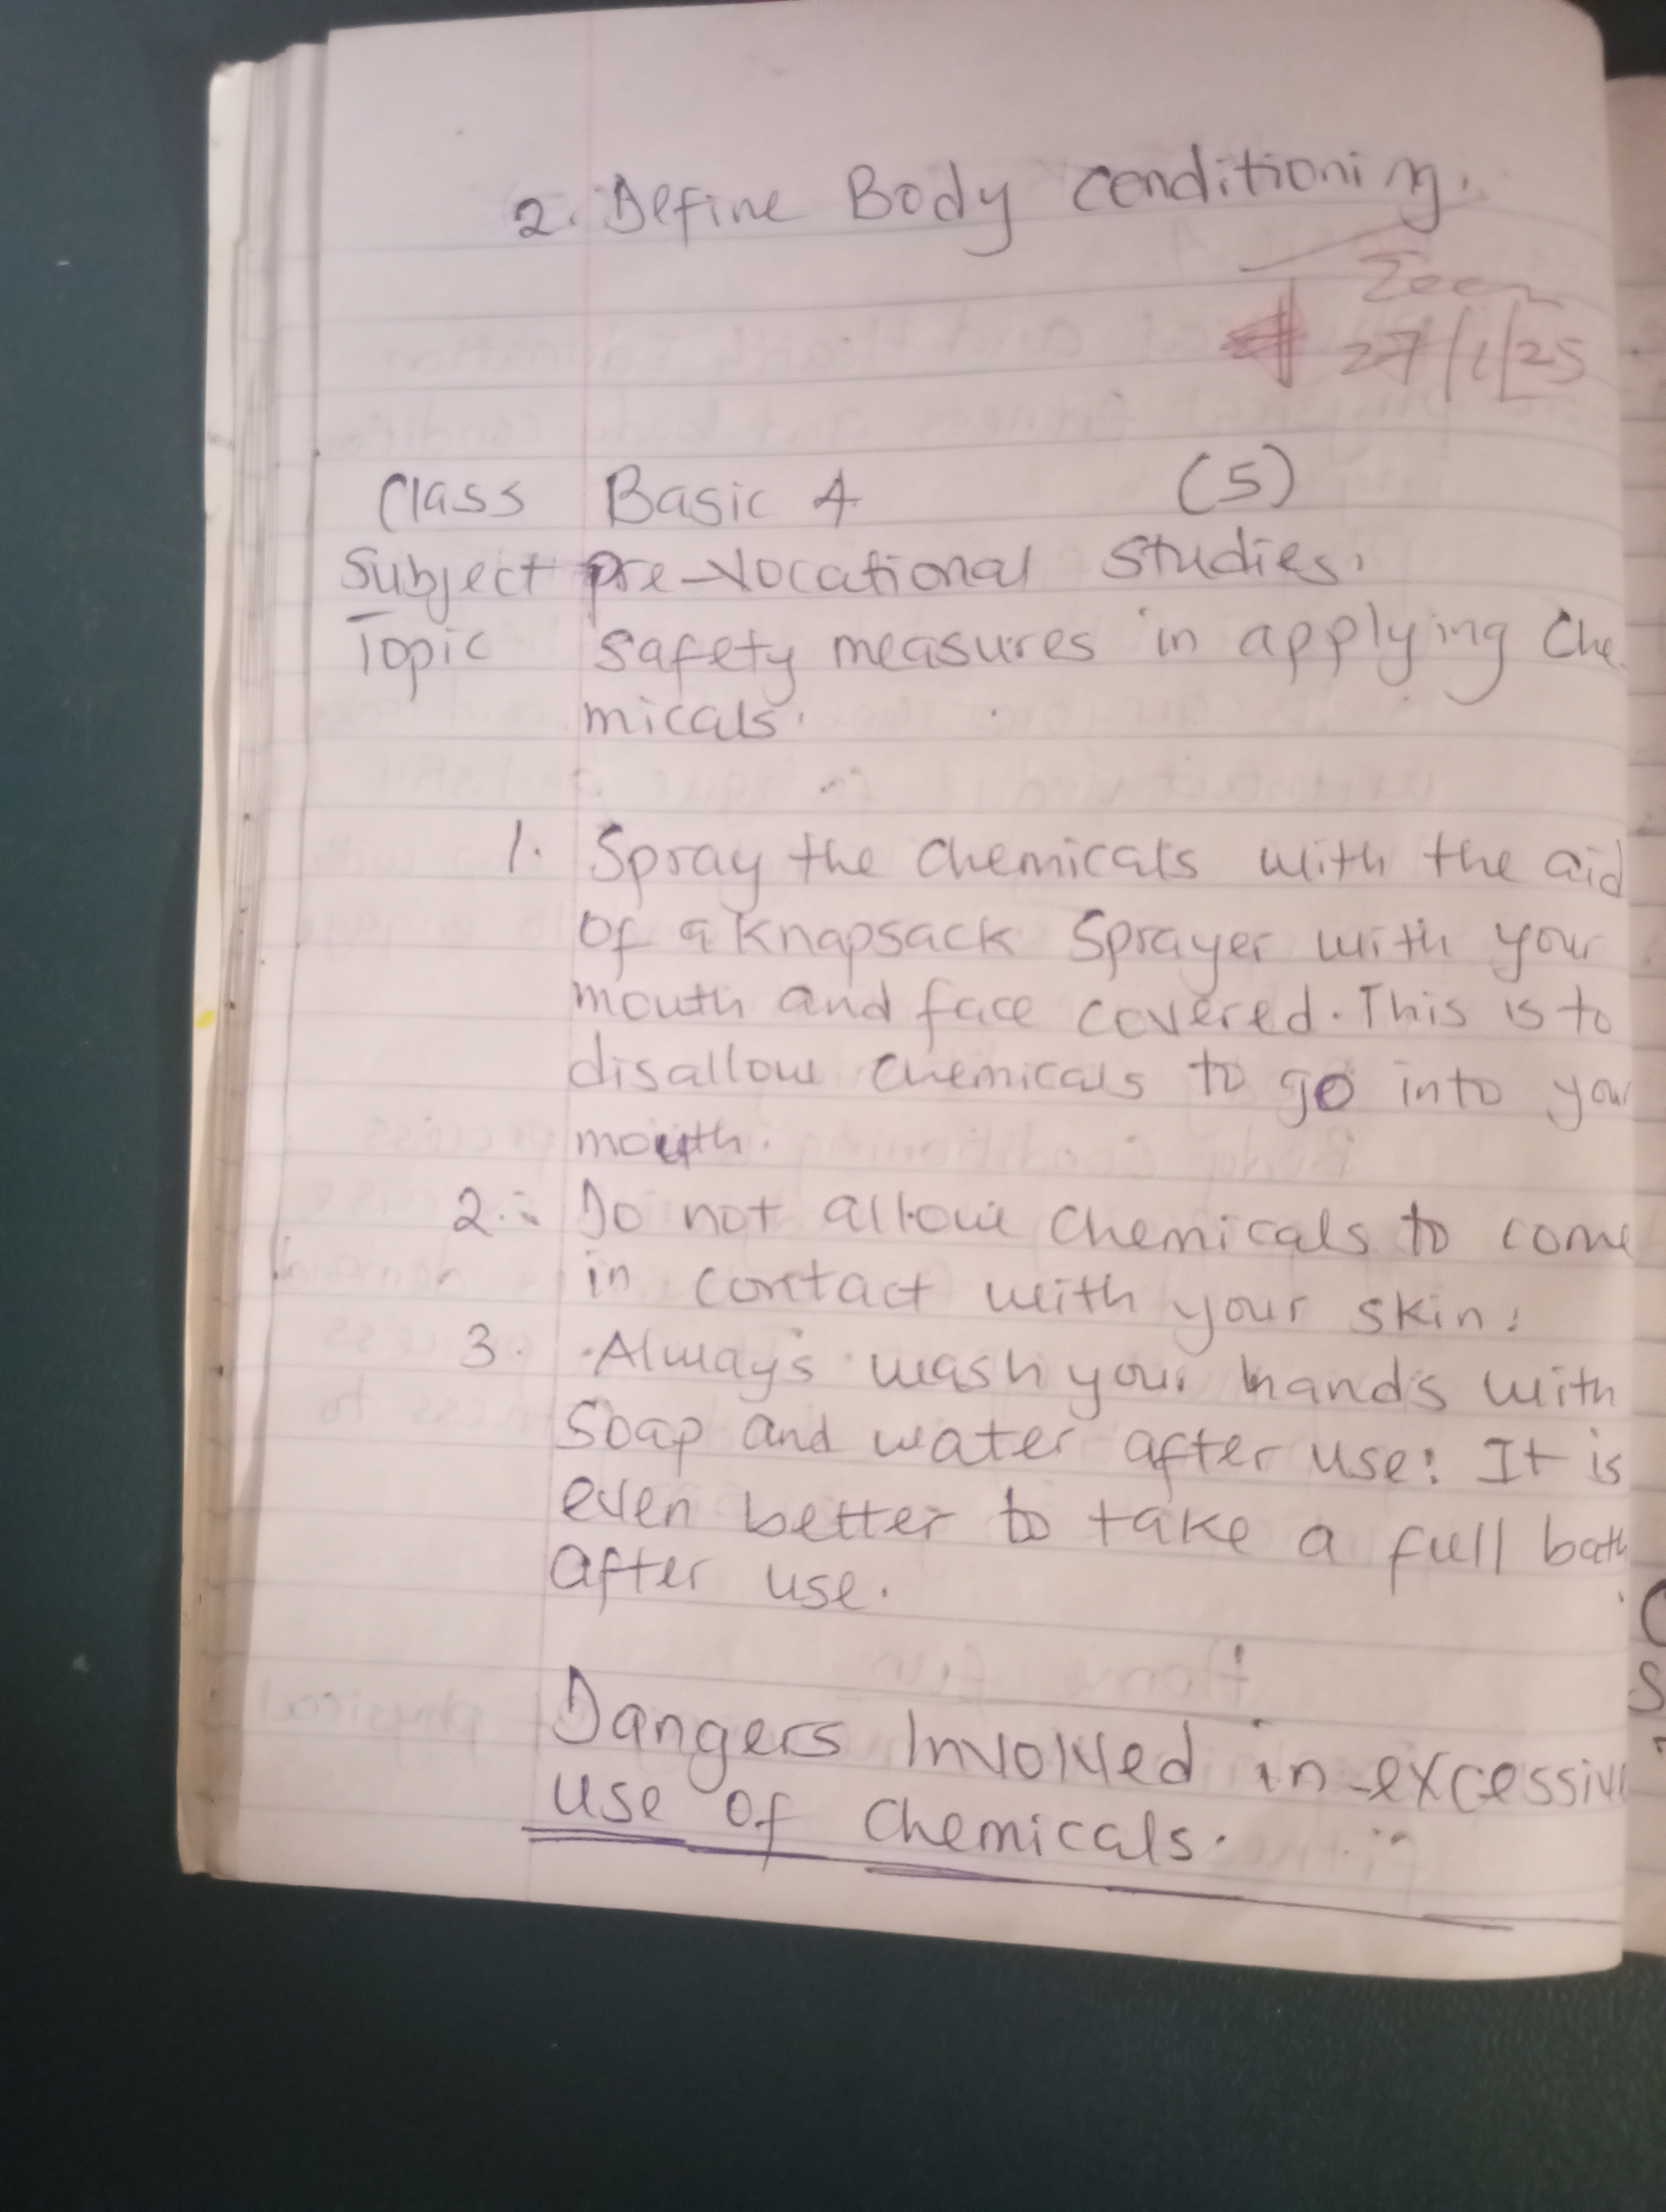 2. Define Body conditioning.
Seen
27/1/25
Class Basic 4 (5)
Subject pre-vocational studies.
Topic safety measures in applying che
micals.
1. Spray the chemicals with the aid
of a knapsack sprayer with your
mouth and face covered. This is to
disallow chemicals to go into your
mouth.
2. Do not allow chemicals to come
in contact with your skin.
3. Always wash your hands with
soap and water after use: It is
even better to take a full bath
after use.
Dangers Involved in excessive
use of chemicals.